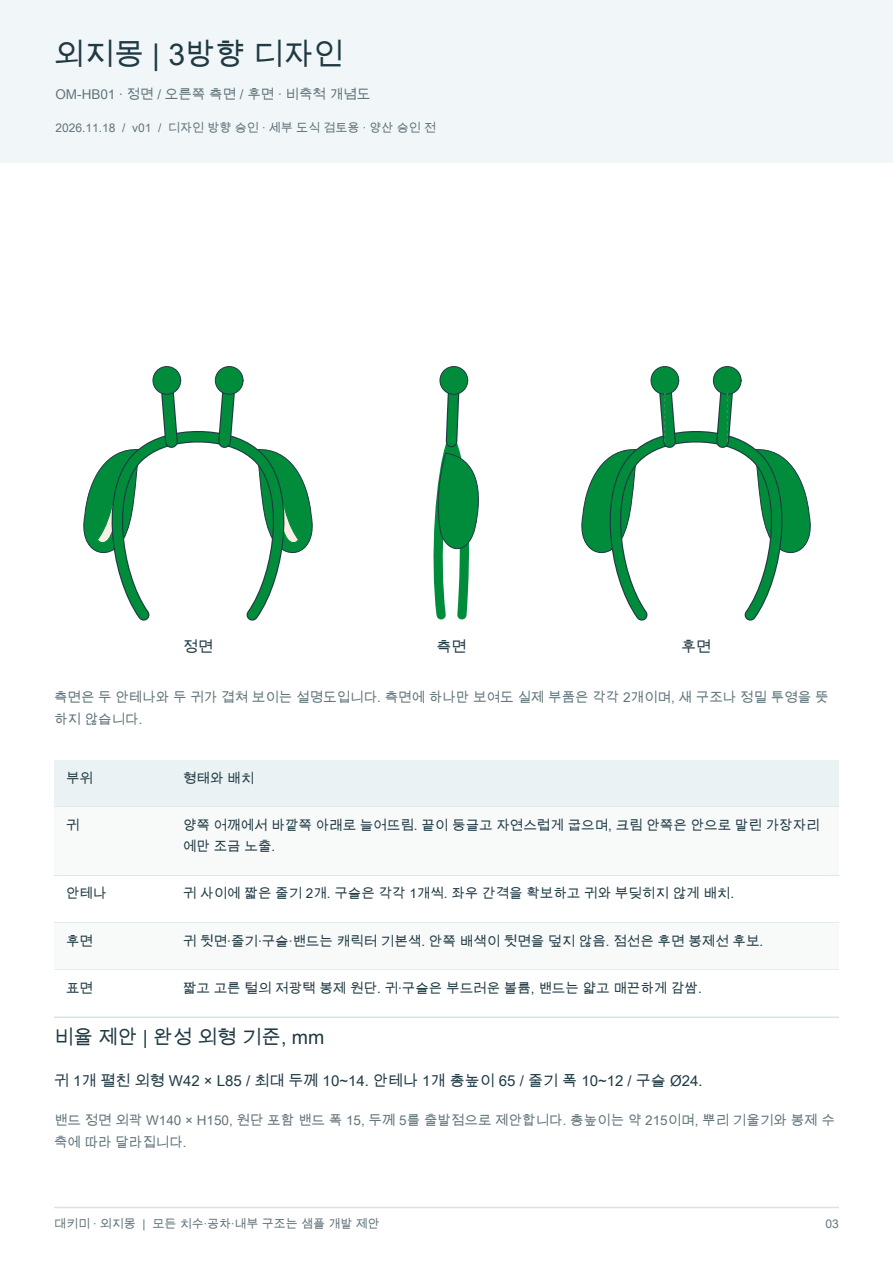 외지몽 | 3방향 디자인
OM-HB01 · 정면 / 오른쪽 측면 / 후면 · 비축척 개념도
2026.11.18 / v01 / 디자인 방향 승인 · 세부 도식 검토용 · 양산 승인 전
정면
측면
후면
측면은 두 안테나와 두 귀가 겹쳐 보이는 설명도입니다. 측면에 하나만 보여도 실제 부품은 각각 2개이며, 새 구조나 정밀 투영을 뜻
하지 않습니다.
부위 형태와 배치
귀 양쪽 어깨에서 바깥쪽 아래로 늘어뜨림. 끝이 둥글고 자연스럽게 굽으며, 크림 안쪽은 안으로 말린 가장자리
에만 조금 노출.
안테나 귀 사이에 짧은 줄기 2개. 구슬은 각각 1개씩. 좌우 간격을 확보하고 귀와 부딪히지 않게 배치.
후면 귀 뒷면·줄기·구슬·밴드는 캐릭터 기본색. 안쪽 배색이 뒷면을 덮지 않음. 점선은 후면 봉제선 후보.
표면 짧고 고른 털의 저광택 봉제 원단. 귀·구슬은 부드러운 볼륨, 밴드는 얇고 매끈하게 감쌈.
비율 제안 | 완성 외형 기준, mm
귀 1개 펼친 외형 W42 × L85 / 최대 두께 10~14. 안테나 1개 총높이 65 / 줄기 폭 10~12 / 구슬 Ø24.
밴드 정면 외곽 W140 × H150, 원단 포함 밴드 폭 15, 두께 5를 출발점으로 제안합니다. 총높이는 약 215이며, 뿌리 기울기와 봉제 수
축에 따라 달라집니다.
대키미 · 외지몽 | 모든 치수·공차·내부 구조는 샘플 개발 제안
03